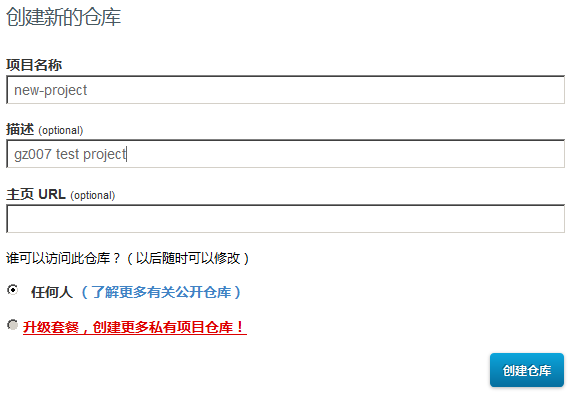 创建新的仓库
项目名称
new-project
描述 (optional)
gz007 test project
主页 URL (optional)
谁可以访问此仓库？（以后随时可以修改）
任何人（了解更多有关公开仓库）
升级套餐，创建更多私有项目仓库！
创建仓库